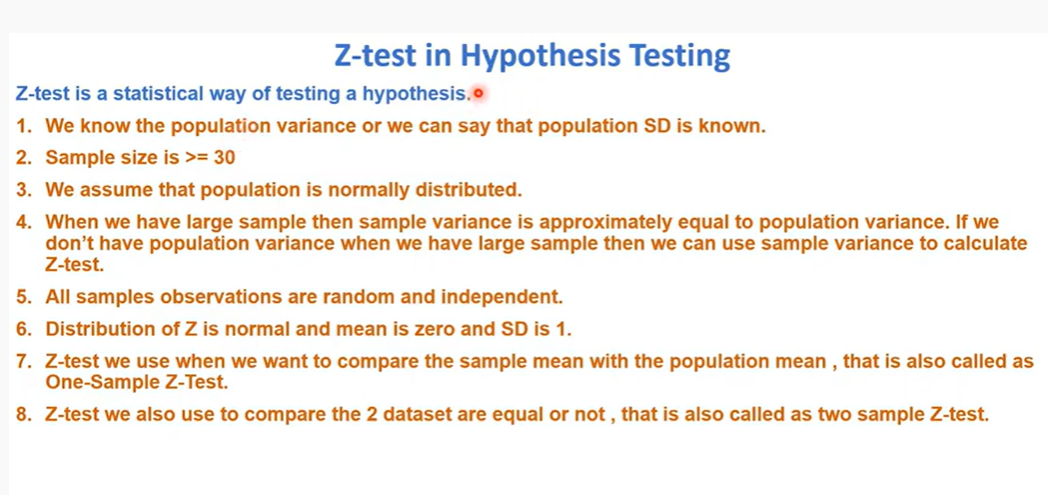 Z-test in Hypothesis Testing
Z-test is a statistical way of testing a hypothesis.
1. We know the population variance or we can say that population SD is known.
2. Sample size is >= 30
3. We assume that population is normally distributed.
4. When we have large sample then sample variance is approximately equal to population variance. If we
don't have population variance when we have large sample then we can use sample variance to calculate
Z-test.
5. All samples observations are random and independent.
6. Distribution of Z is normal and mean is zero and SD is 1.
7. Z-test we use when we want to compare the sample mean with the population mean , that is also called as
One-Sample Z-Test.
8. Z-test we also use to compare the 2 dataset are equal or not , that is also called as two sample Z-test.